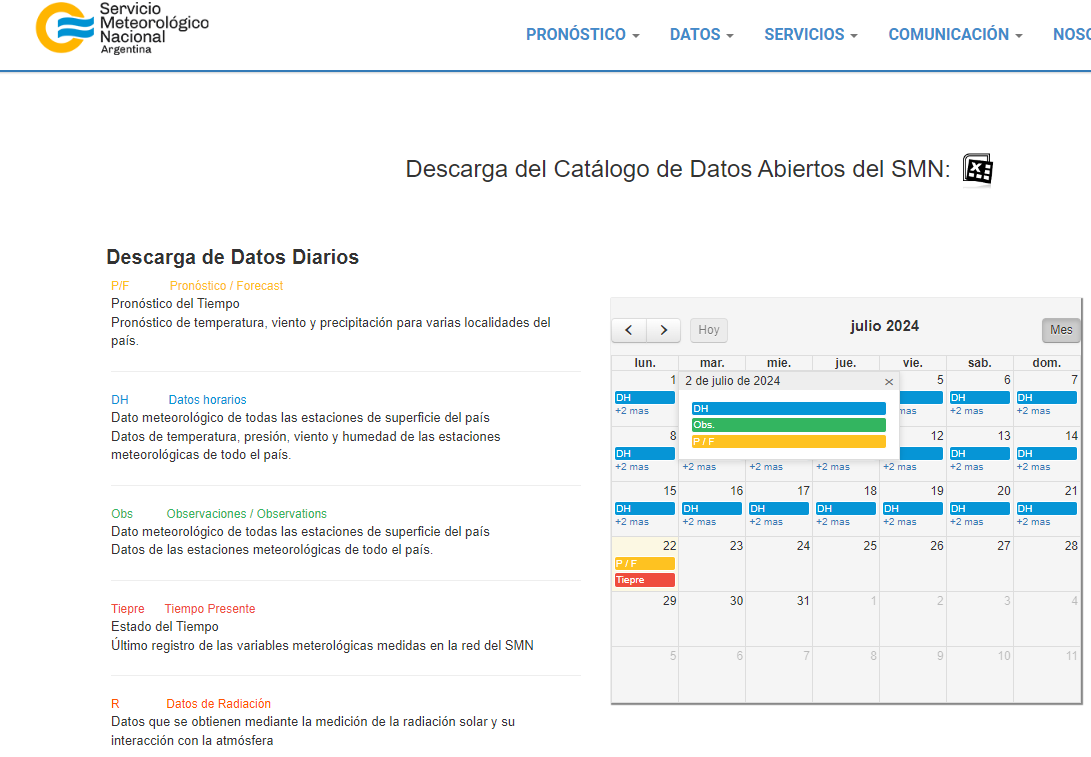 Servicio
Meteorológico
Nacional
Argentina
PRONÓSTICO DATOS SERVICIOS COMUNICACIÓN NOSO
Descarga del Catálogo de Datos Abiertos del SMN:
Descarga de Datos Diarios
P/F Pronóstico / Forecast
Pronóstico del Tiempo
Pronóstico de temperatura, viento y precipitación para varias localidades del
país.
DH Datos horarios
Dato meteorológico de todas las estaciones de superficie del país
Datos de temperatura, presión, viento y humedad de las estaciones
meteorológicas de todo el país.
Obs Observaciones / Observations
Dato meteorológico de todas las estaciones de superficie del país
Datos de las estaciones meteorológicas de todo el país.
Tiepre Tiempo Presente
Estado del Tiempo
Último registro de las variables meterológicas medidas en la red del SMN
R Datos de Radiación
Datos que se obtienen mediante la medición de la radiación solar y su
interacción con la atmósfera
< > Hoy julio 2024 Mes
lun. mar. mie. jue. vie. sab. dom.
1 2 de julio de 2024 × 5 6 7
DH DH DH
+2 mas mas +2 mas +2 mas
DH
Obs.
P / F
8 12 13 14
DH DH DH
+2 mas +2 mas +2 mas +2 mas +2 mas +2 mas +2 mas
15 16 17 18 19 20 21
DH DH DH DH DH DH DH
+2 mas +2 mas +2 mas +2 mas +2 mas +2 mas +2 mas
22 23 24 25 26 27 28
P / F
Tiepre
29 30 31 1 2 3 4
5 6 7 8 9 10 11